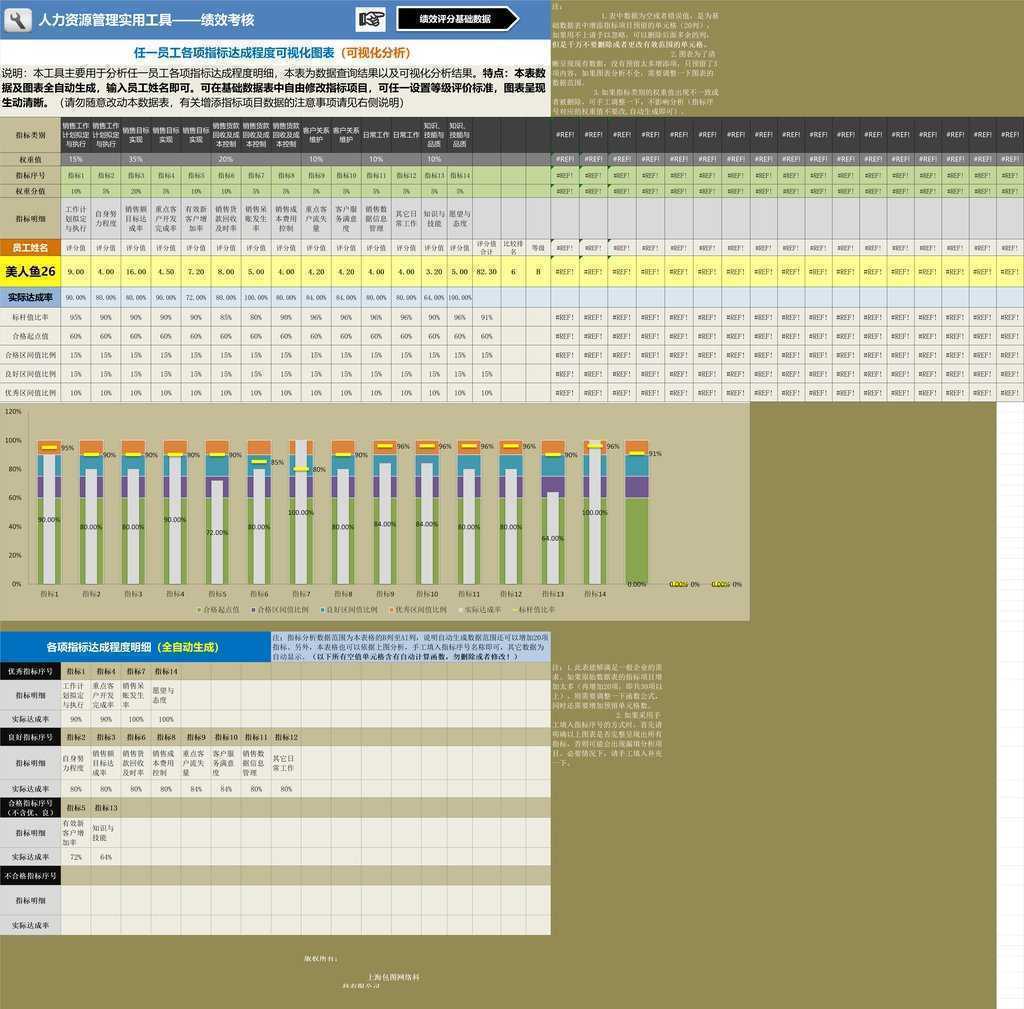 人力资源管理实用工具——绩效考核
绩效评分基础数据
任一员工各项指标达成程度可视化图表（可视化分析）
说明：本工具主要用于分析任一员工各项指标达成程度明细，本表为数据查询结果以及可视化分析结果。特点：本表数
据及图表全自动生成，输入员工姓名即可。可在基础数据表中自由修改指标项目，可任一设置等级评价标准，图表呈现
生动清晰。（请勿随意改动本数据表，有关增添指标项目数据的注意事项请见右侧说明）
注：
1.表中数据为空或者错误值，是为基
础数据表中增添指标项目预留的单元格（20列），
如果用不上请予以忽略，可以删除后面多余的列，
但是千万不要删除或者更改有效范围的单元格。
2.图表为了清
晰呈现现有数据，没有预留太多增添项，只预留了3
项内容，如果图表分析不全，需要调整一下图表的
数据范围。
3.如果指标类别的权重值出现不一致或
者被删除，可手工调整一下，不影响分析（指标序
号对应的权重值不要改，自动生成即可）。
指标类别 销售工作计划拟定与执行 销售工作计划拟定与执行 销售目标实现 销售目标实现 销售目标实现 销售货款回收及成本控制 销售货款回收及成本控制 销售货款回收及成本控制 客户关系维护 客户关系维护 日常工作 日常工作 知识、技能与品质 知识、技能与品质 #REF! #REF! #REF! #REF! #REF! #REF! #REF! #REF! #REF! #REF! #REF! #REF! #REF! #REF! #REF! #REF! #REF!
权重值 15% 35% 20% 10% 10% 10% #REF! #REF! #REF! #REF! #REF! #REF! #REF! #REF! #REF! #REF! #REF! #REF! #REF! #REF! #REF! #REF! #REF!
指标序号 指标1 指标2 指标3 指标4 指标5 指标6 指标7 指标8 指标9 指标10 指标11 指标12 指标13 指标14 #REF! #REF! #REF! #REF! #REF! #REF! #REF! #REF! #REF! #REF! #REF! #REF! #REF! #REF! #REF! #REF! #REF!
权重分值 10% 5% 20% 5% 10% 10% 5% 5% 5% 5% 5% 5% 5% 5% #REF! #REF! #REF! #REF! #REF! #REF! #REF! #REF! #REF! #REF! #REF! #REF! #REF! #REF! #REF! #REF! #REF!
指标明细 工作计划拟定与执行 自身努力程度 销售额目标达成率 重点客户开发完成率 有效新客户增加率 销售货款回收及时率 销售呆账发生率 销售成本费用控制 重点客户流失量 客户服务满意度 销售数据信息管理 其它日常工作 知识与技能 愿望与态度 #REF! #REF! #REF! #REF! #REF! #REF! #REF! #REF! #REF! #REF! #REF! #REF! #REF! #REF! #REF! #REF! #REF!
员工姓名 评分值 评分值 评分值 评分值 评分值 评分值 评分值 评分值 评分值 评分值 评分值 评分值 评分值 评分值 评分值合计 比较排名 等级 #REF! #REF! #REF! #REF! #REF! #REF! #REF! #REF! #REF! #REF! #REF! #REF! #REF! #REF! #REF! #REF! #REF!
美人鱼26 9.00 4.00 16.00 4.50 7.20 8.00 5.00 4.00 4.20 4.20 4.00 4.00 3.20 5.00 82.30 6 B #REF! #REF! #REF! #REF! #REF! #REF! #REF! #REF! #REF! #REF! #REF! #REF! #REF! #REF! #REF! #REF! #REF!
实际达成率 90.00% 80.00% 80.00% 90.00% 72.00% 80.00% 100.00% 80.00% 84.00% 84.00% 80.00% 80.00% 64.00% 100.00%
标杆值比率 95% 90% 90% 90% 90% 85% 80% 90% 96% 96% 96% 96% 90% 96% 91% #REF! #REF! #REF! #REF! #REF! #REF! #REF! #REF! #REF! #REF! #REF! #REF! #REF! #REF! #REF! #REF! #REF!
合格起点值 60% 60% 60% 60% 60% 60% 60% 60% 60% 60% 60% 60% 60% 60% 60% #REF! #REF! #REF! #REF! #REF! #REF! #REF! #REF! #REF! #REF! #REF! #REF! #REF! #REF! #REF! #REF! #REF!
合格区间值比例 15% 15% 15% 15% 15% 15% 15% 15% 15% 15% 15% 15% 15% 15% 15% #REF! #REF! #REF! #REF! #REF! #REF! #REF! #REF! #REF! #REF! #REF! #REF! #REF! #REF! #REF! #REF! #REF!
良好区间值比例 15% 15% 15% 15% 15% 15% 15% 15% 15% 15% 15% 15% 15% 15% 15% #REF! #REF! #REF! #REF! #REF! #REF! #REF! #REF! #REF! #REF! #REF! #REF! #REF! #REF! #REF! #REF! #REF!
优秀区间值比例 10% 10% 10% 10% 10% 10% 10% 10% 10% 10% 10% 10% 10% 10% 10% #REF! #REF! #REF! #REF! #REF! #REF! #REF! #REF! #REF! #REF! #REF! #REF! #REF! #REF! #REF! #REF! #REF!
120%
100%
80%
60%
40%
20%
0%
95% 90% 90% 90% 90% 85% 80% 90% 96% 96% 96% 96% 90% 96% 91%
90.00% 80.00% 80.00% 90.00% 72.00% 80.00% 100.00% 80.00% 84.00% 84.00% 80.00% 80.00% 64.00% 100.00% 0.00% 0.00% 0% 0.00% 0%
指标1 指标2 指标3 指标4 指标5 指标6 指标7 指标8 指标9 指标10 指标11 指标12 指标13 指标14
合格起点值 合格区间值比例 良好区间值比例 优秀区间值比例 实际达成率 标杆值比率
各项指标达成程度明细（全自动生成）
注：指标分析数据范围为本表格的B列至AI列，说明自动生成数据范围还可以增加20项
指标。另外，本表格也可以依据上图分析，手工填入指标序号名称即可，其它数据为
自动显示。（以下所有空值单元格含有自动计算函数，勿删除或者修改！）
优秀指标序号 指标1 指标4 指标7 指标14
指标明细 工作计划拟定与执行 重点客户开发完成率 销售呆账发生率 愿望与态度
实际达成率 90% 90% 100% 100%
良好指标序号 指标2 指标3 指标6 指标8 指标9 指标10 指标11 指标12
指标明细 自身努力程度 销售额目标达成率 销售货款回收及时率 销售成本费用控制 重点客户流失量 客户服务满意度 销售数据信息管理 其它日常工作
实际达成率 80% 80% 80% 80% 84% 84% 80% 80%
合格指标序号（不含优、良） 指标5 指标13
指标明细 有效新客户增加率 知识与技能
实际达成率 72% 64%
不合格指标序号
指标明细
实际达成率
注：1.此表能够满足一般企业的需
求。如果原始数据表的指标项目增
加太多（再增加20项，即共39项以
上），则需要调整一下函数公式，
同时还需要增加预留单元格数。
2.如果采用手
工填入指标序号的方式时，首先请
明确以上图表是否完整呈现出所有
指标，否则可能会出现漏填分析项
目。必要情况下，请手工填入补充
一下。
版权所有：
上海包图网络科
技有限公司